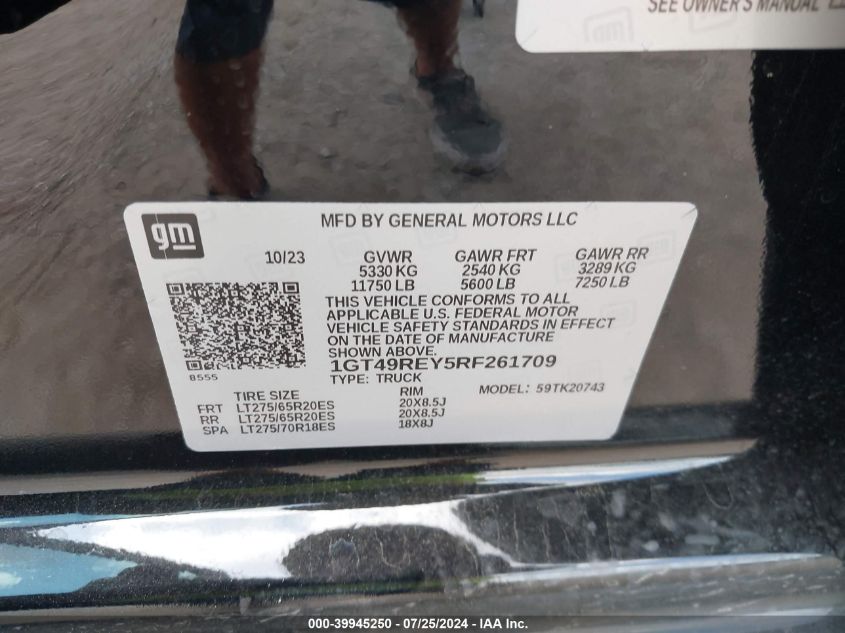 SEE OWNER'S MANUAL
gm
MFD BY GENERAL MOTORS LLC
10/23 GVWR GAWR FRT GAWR RR
5330 KG 2540 KG 3289 KG
11750 LB 5600 LB 7250 LB
THIS VEHICLE CONFORMS TO ALL
APPLICABLE U.S. FEDERAL MOTOR
VEHICLE SAFETY STANDARDS IN EFFECT
ON THE DATE OF MANUFACTURE
SHOWN ABOVE.
1GT49REY5RF261709
8555
TYPE: TRUCK MODEL: 59TK20743
TIRE SIZE RIM
FRT LT275/65R20ES 20X8.5J
RR LT275/65R20ES 20X8.5J
SPA LT275/70R18ES 18X8J
000-39945250 - 07/25/2024 - IAA Inc.